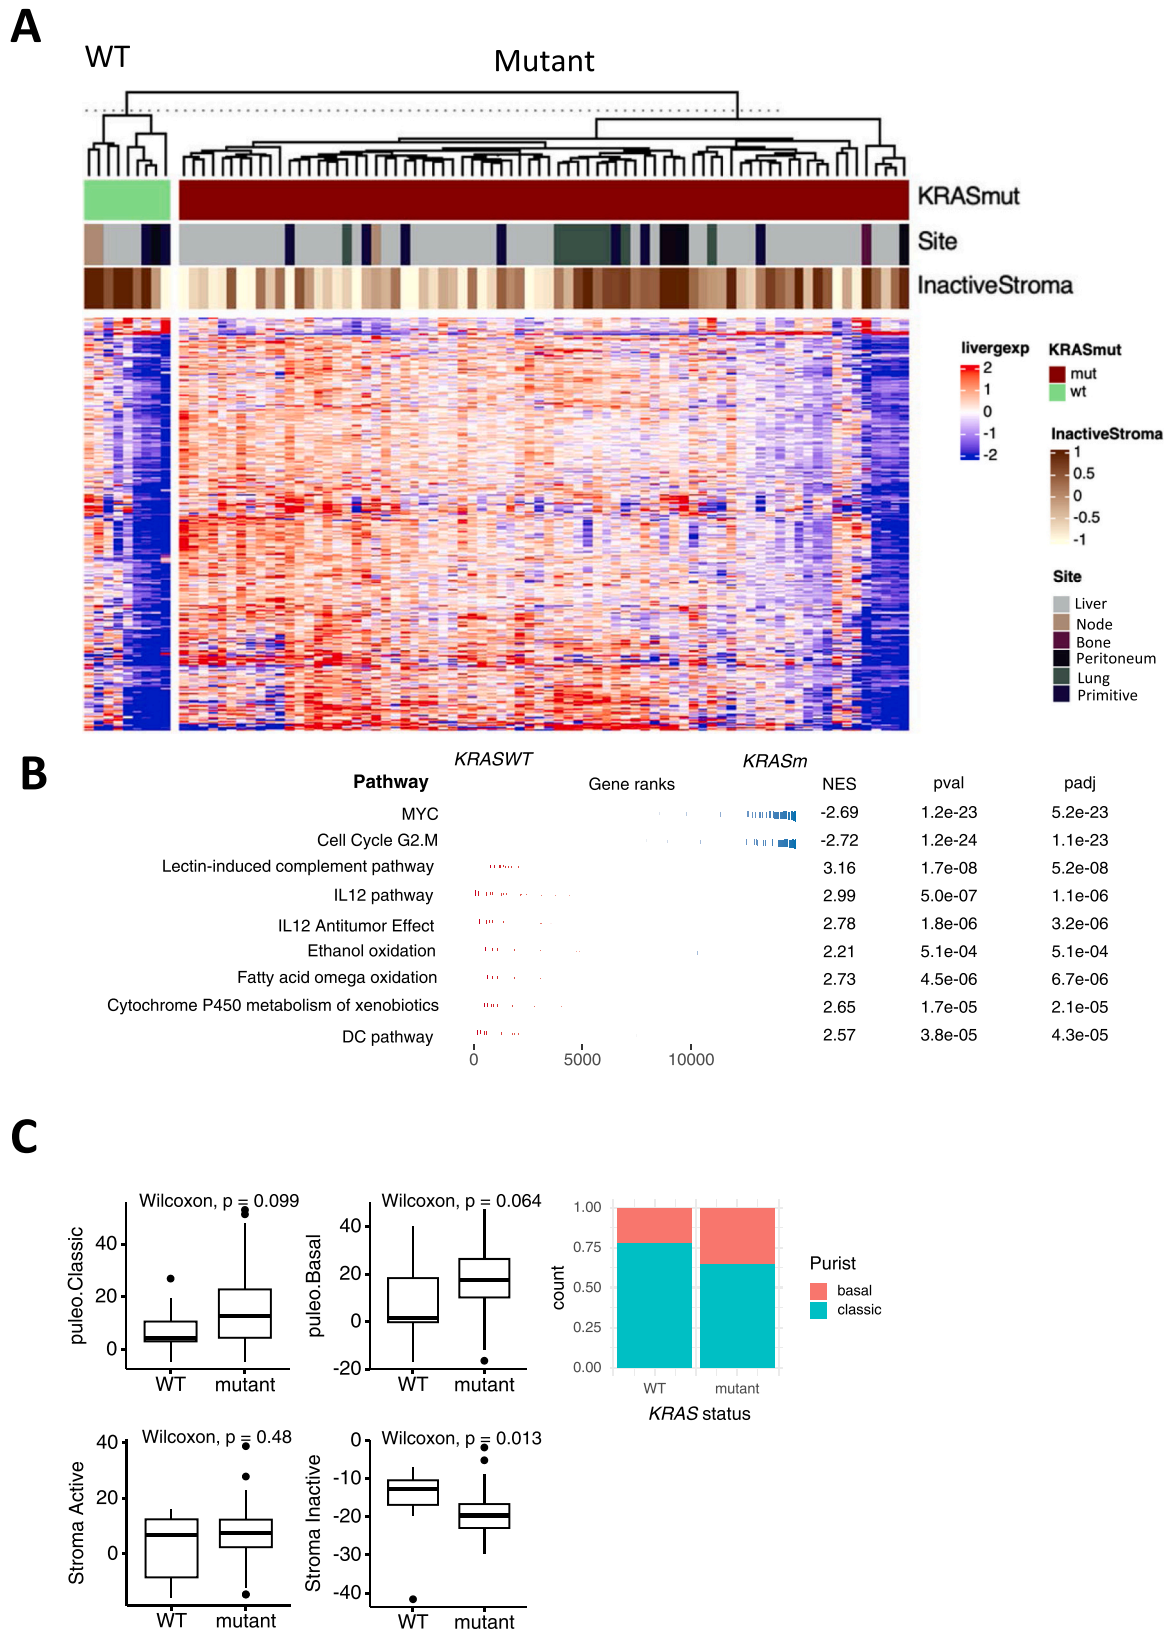 A
WT
Mutant
KRASmut
Site
InactiveStroma
livergexp
2
1
0
-1
-2
KRASmut
mut
wt
InactiveStroma
1
0.5
0
-0.5
-1
Site
Liver
Node
Bone
Peritoneum
Lung
Primitive
B
KRASWT
KRASm
Pathway
Gene ranks
NES
pval
padj
MYC -2.69 1.2e-23 5.2e-23
Cell Cycle G2.M -2.72 1.2e-24 1.1e-23
Lectin-induced complement pathway 3.16 1.7e-08 5.2e-08
IL12 pathway 2.99 5.0e-07 1.1e-06
IL12 Antitumor Effect 2.78 1.8e-06 3.2e-06
Ethanol oxidation 2.21 5.1e-04 5.1e-04
Fatty acid omega oxidation 2.73 4.5e-06 6.7e-06
Cytochrome P450 metabolism of xenobiotics 2.65 1.7e-05 2.1e-05
DC pathway 2.57 3.8e-05 4.3e-05
0 5000 10000
C
Wilcoxon, p = 0.099
puleo.Classic
40
20
0
WT mutant
Wilcoxon, p = 0.064
puleo.Basal
40
20
0
-20
WT mutant
1.00
0.75
0.50
0.25
0.00
count
WT mutant
KRAS status
Purist
basal
classic
Wilcoxon, p = 0.48
Stroma Active
40
20
0
WT mutant
Wilcoxon, p = 0.013
Stroma Inactive
0
-10
-20
-30
-40
WT mutant